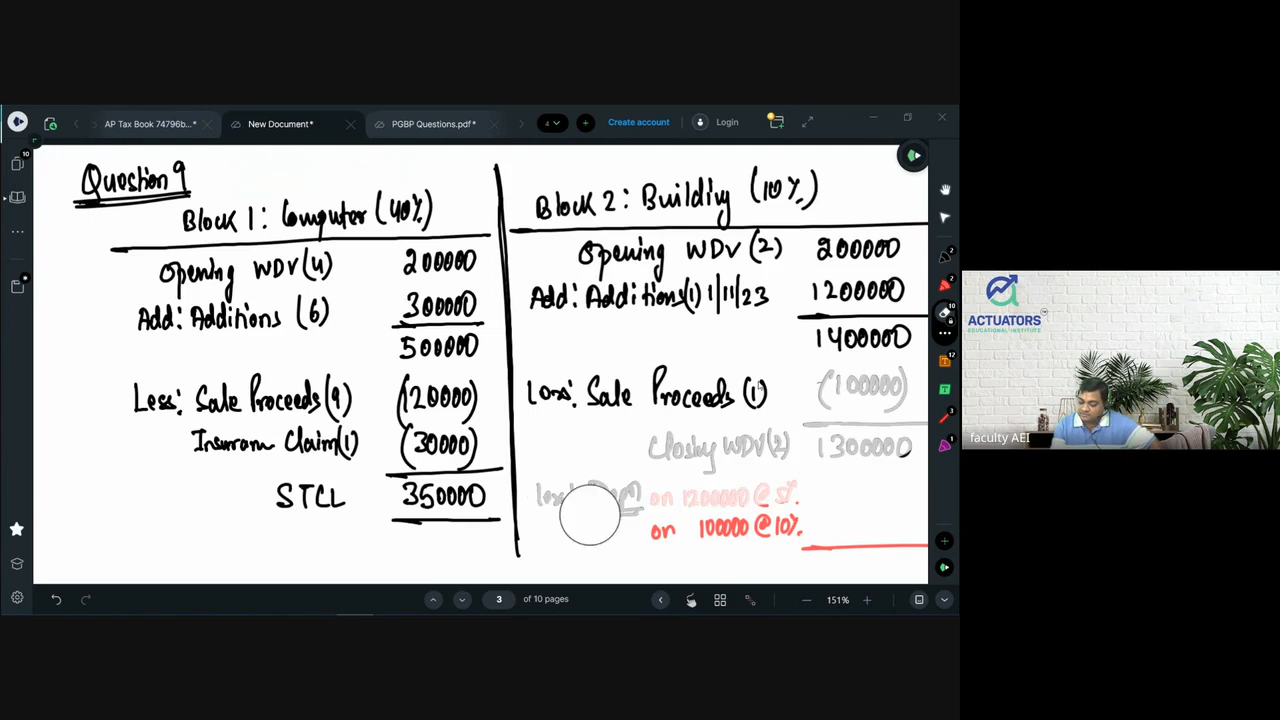 AP Tax Book 74796b...*
New Document*
PGBP Questions.pdf*
4
Create account
Login
Question 9
Block 1: Computer (40%)
Opening WDV (4) 200000
Add: Additions (6) 300000
500000
Less: Sale Proceeds (9) (120000)
Insuran Claim (1) (30000)
STCL 350000
Block 2: Building (10%)
Opening WDV (2) 200000
Add: Additions (1) 1/11/23 1200000
1400000
Less: Sale Proceeds (1) (100000)
Closing WDV (2) 1300000
on 1200000 @ 5%.
on 100000 @ 10%.
3 of 10 pages
151%
ACTUATORS
EDUCATIONAL INSTITUTE
faculty AEI